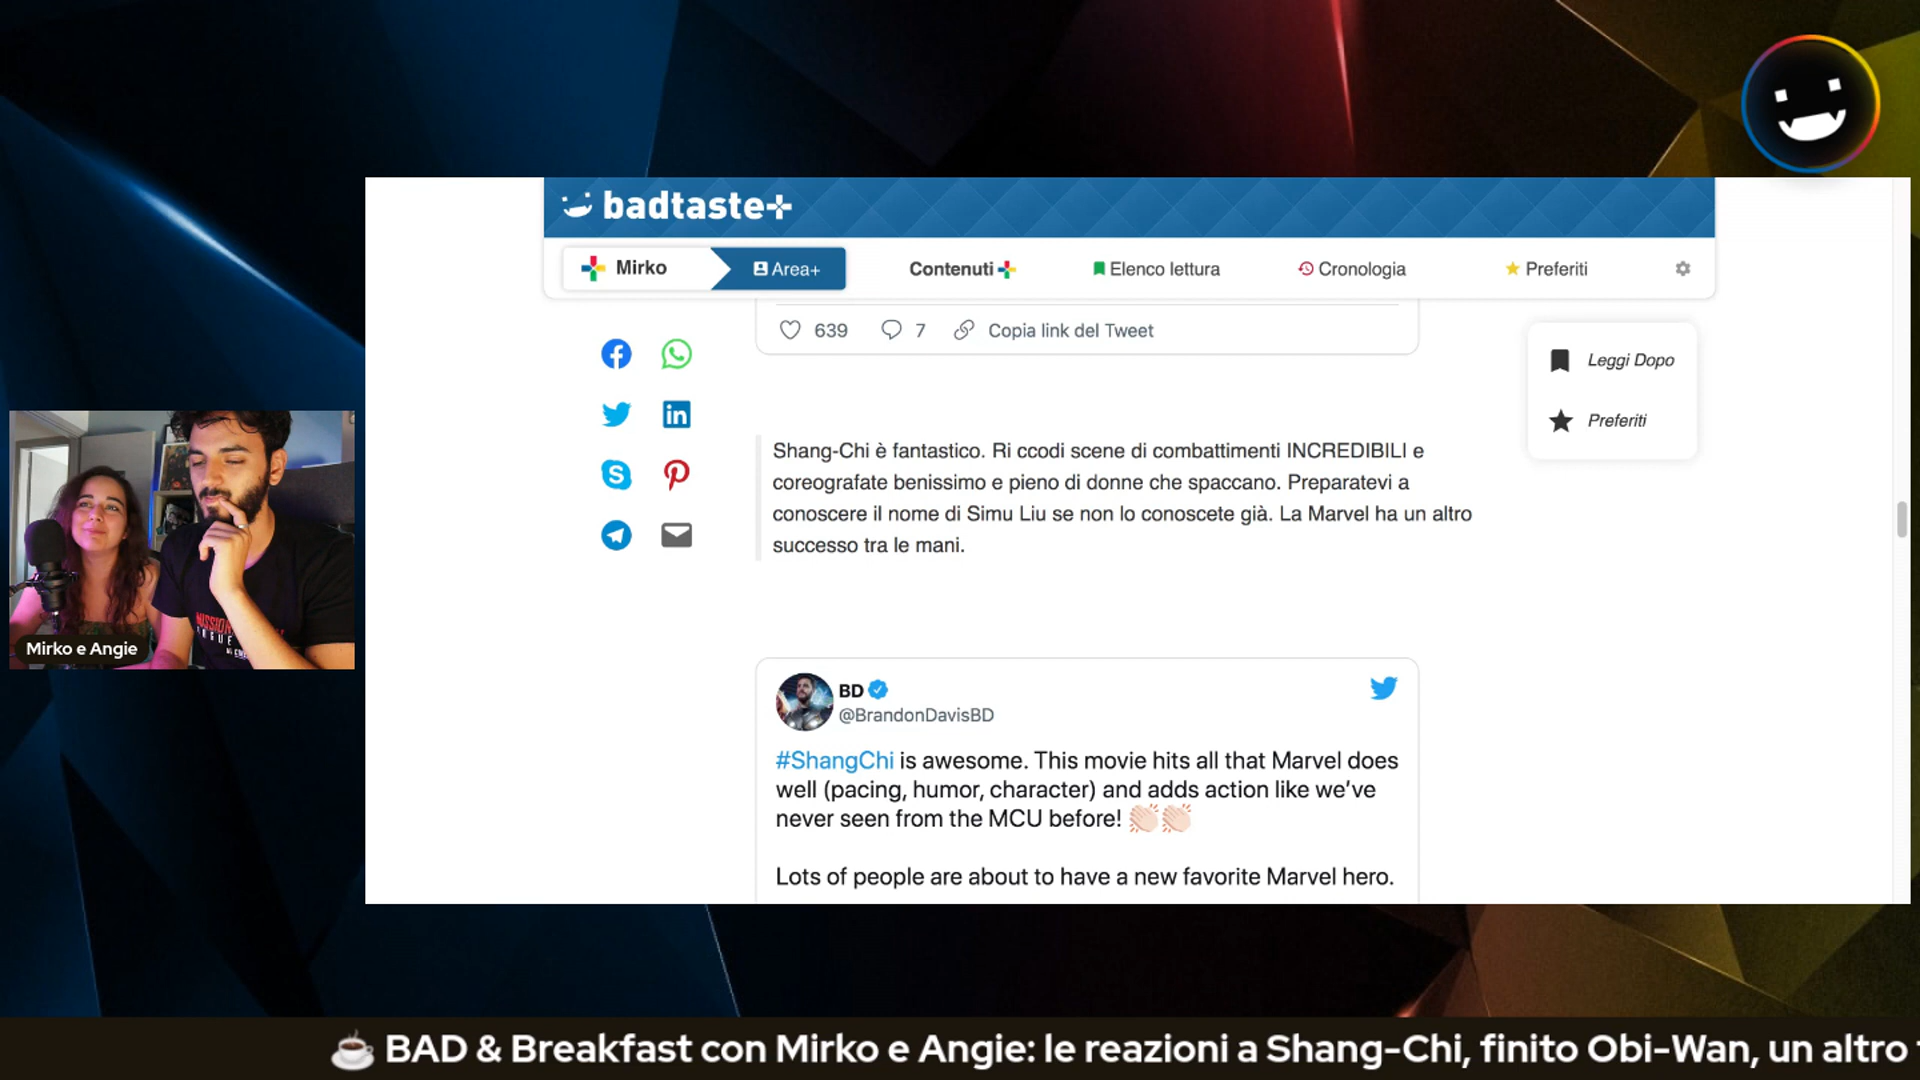 badtaste+
Mirko
Area+
Contenuti
Elenco lettura
Cronologia
Preferiti
639
7
Copia link del Tweet
Leggi Dopo
Preferiti
Shang-Chi è fantastico. Ri ccodi scene di combattimenti INCREDIBILI e
coreografate benissimo e pieno di donne che spaccano. Preparatevi a
conoscere il nome di Simu Liu se non lo conoscete già. La Marvel ha un altro
successo tra le mani.
MISSION
Mirko e Angie
BD
@BrandonDavisBD
#ShangChi is awesome. This movie hits all that Marvel does
well (pacing, humor, character) and adds action like we've
never seen from the MCU before! 👏🏻👏🏻
Lots of people are about to have a new favorite Marvel hero.
☕ BAD & Breakfast con Mirko e Angie: le reazioni a Shang-Chi, finito Obi-Wan, un altro